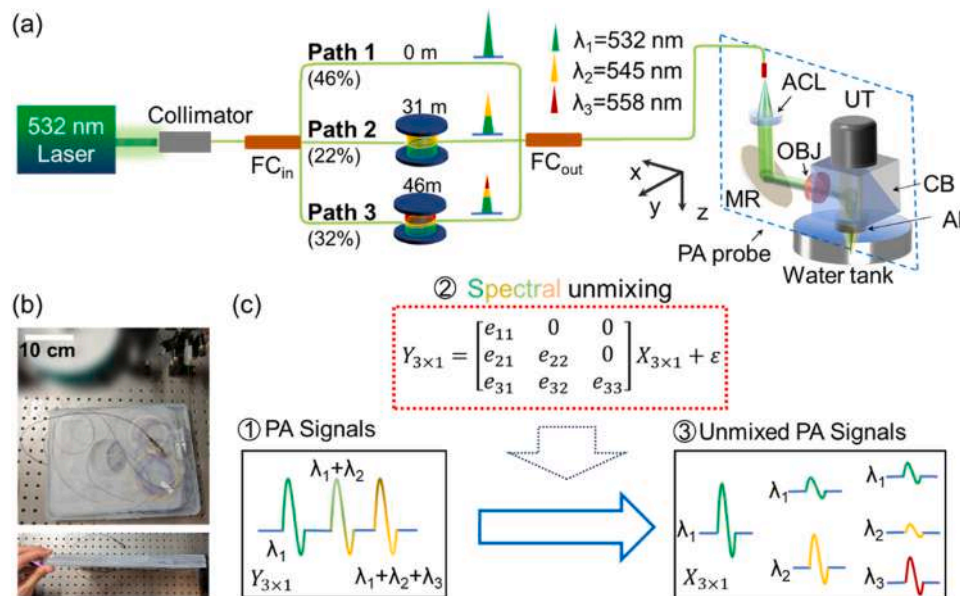 (a)
532 nm
Laser
Collimator
FCin
Path 1
(46%)
0 m
Path 2
(22%)
31 m
Path 3
(32%)
46m
FCout
λ₁=532 nm
λ₂=545 nm
λ₃=558 nm
ACL
UT
OBJ
MR
CB
x
y
z
PA probe
Water tank
(b)
10 cm
(c)
② Spectral unmixing
Y₃×₁ = [e₁₁ 0 0
e₂₁ e₂₂ 0
e₃₁ e₃₂ e₃₃] X₃×₁ + ε
① PA Signals
λ₁+λ₂
λ₁
Y₃×₁
λ₁+λ₂+λ₃
③ Unmixed PA Signals
λ₁
λ₁
λ₁
λ₂
λ₂
λ₃
X₃×₁